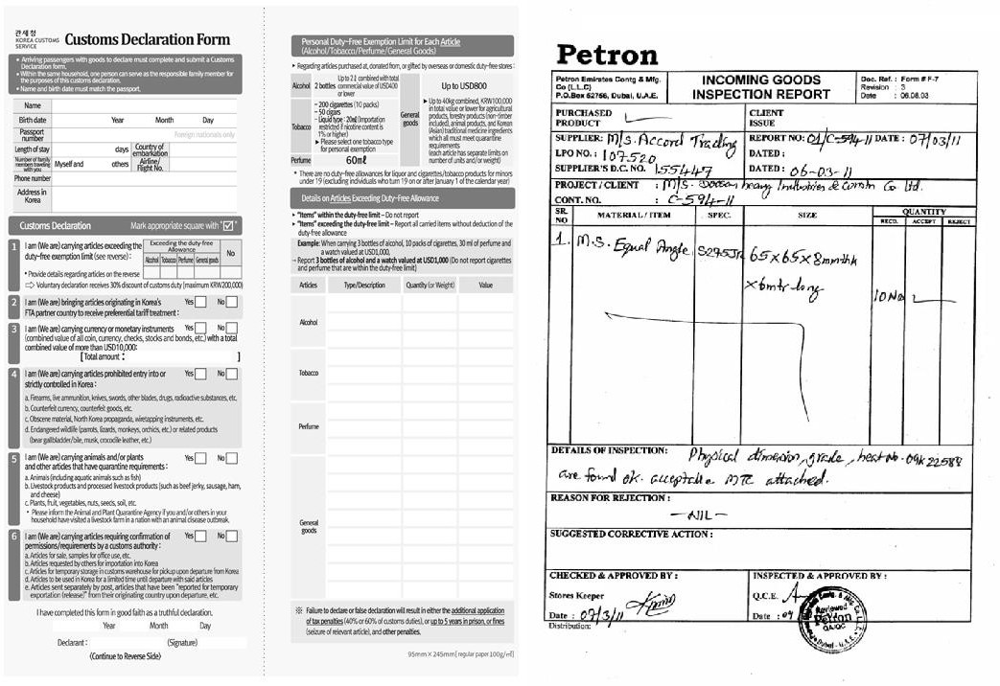 관세청
KOREA CUSTOMS
SERVICE
Customs Declaration Form
• Arriving passengers with goods to declare must complete and submit a Customs
Declaration form.
• Within the same household, one person can serve as the responsible family member for
the purposes of this customs declaration.
• Name and birth date must match the passport.
Name
Birth date Year Month Day
Passport
number foreign nationals only
Length of stay days Country of
embarkation
Number of family
members traveling
with you Myself and others Airline/
Flight No.
Phone number
Address in
Korea
Customs Declaration Mark appropriate square with "☑"
1 I am (We are) carrying articles exceeding the
duty-free exemption limit (see reverse) :
Exceeding the duty-free
Allowance No
Alcohol Tobacco Perfume General goods
* Provide details regarding articles on the reverse
⇨ Voluntary declaration receives 30% discount of customs duty (maximum KRW200,000)
2 I am (We are) bringing articles originating in Korea's Yes No
FTA partner country to receive preferential tariff treatment :
3 I am (We are) carrying currency or monetary instruments Yes No
(combined value of all coin, currency, checks, stocks and bonds, etc.) with a total
combined value of more than USD10,000:
[ Total amount : ]
4 I am (We are) carrying articles prohibited entry into or Yes No
strictly controlled in Korea :
a. Firearms, live ammunition, knives, swords, other blades, drugs, radioactive substances, etc.
b. Counterfeit currency, counterfeit goods, etc.
c. Obscene material, North Korea propaganda, wiretapping instruments, etc.
d. Endangered wildlife (parrots, lizards, monkeys, orchids, etc.) or related products
(bear gallbladder/bile, musk, crocodile leather, etc.)
5 I am (We are) carrying animals and/or plants Yes No
and other articles that have quarantine requirements :
a. Animals (including aquatic animals such as fish)
b. Livestock products and processed livestock products (such as beef jerky, sausage, ham,
and cheese)
c. Plants, fruit, vegetables, nuts, seeds, soil, etc.
* Please inform the Animal and Plant Quarantine Agency if you and/or others in your
household have visited a livestock farm in a nation with an animal disease outbreak.
6 I am (We are) carrying articles requiring confirmation of Yes No
permissions/requirements by a customs authority :
a. Articles for sale, samples for office use, etc.
b. Articles requested by others for importation into Korea
c. Articles for temporary storage in customs warehouse for pickup upon departure from Korea
d. Articles to be used in Korea for a limited time until departure with said articles
e. Articles sent separately by post, articles that have been "reported for temporary
exportation (release)" from their originating country upon departure, etc.
I have completed this form in good faith as a truthful declaration.
Year Month Day
Declarant : (Signature)
(Continue to Reverse Side)
Personal Duty-Free Exemption Limit for Each Article
(Alcohol/Tobacco/Perfume/General Goods)
▸ Regarding articles purchased at, donated from, or gifted by overseas or domestic duty-free stores :
Alcohol 2 bottles Up to 2ℓ combined with total
commercial value of USD400
or lower
Tobacco
– 200 cigarettes (10 packs)
– 50 cigars
– Liquid type : 20㎖ (Importation
restricted if nicotine content is
1% or higher)
▸ Please select one tobacco type
for personal exemption
Perfume 60㎖
General
goods
Up to USD800
▸ Up to 40kg combined, KRW100,000
in total value or lower for agricultural
products, forestry products (non-timber
included), animal products, and Korean
(Asian) traditional medicine ingredients
which all must meet quarantine
requirements
(each article has separate limits on
number of units and/or weight)
* There are no duty-free allowances for liquor and cigarettes/tobacco products for minors
under 19 (excluding individuals who turn 19 on or after January 1 of the calendar year)
Details on Articles Exceeding Duty-Free Allowance
▸ "Items" within the duty-free limit – Do not report
▸ "Items" exceeding the duty-free limit – Report all carried items without deduction of the
duty-free allowance
Example: When carrying 3 bottles of alcohol, 10 packs of cigarettes, 30 ml of perfume and
a watch valued at USD1,000,
→ Report 3 bottles of alcohol and a watch valued at USD1,000 (Do not report cigarettes
and perfume that are within the duty-free limit)
Articles Type/Description Quantity (or Weight) Value
Alcohol
Tobacco
Perfume
General
goods
※ Failure to declare or false declaration will result in either the additional application
of tax penalties (40% or 60% of customs duties), or up to 5 years in prison, or fines
(seizure of relevant article), and other penalties.
95mm×245mm[regular paper 100g/㎡]
Petron
Petron Emirates Contg & Mfg.
Co (L.L.C)
P.O.Box 52756, Dubai, U.A.E.
INCOMING GOODS
INSPECTION REPORT
Doc. Ref. : Form # F-7
Revision : 3
Date : 06.08.03
PURCHASED
PRODUCT
CLIENT
ISSUE
SUPPLIER: M/S. Accord Trading
LPO NO. : 107520
SUPPLIER'S D.C. NO. 155447
REPORT NO: 01/C-594-11 DATE : 07/03/11
DATED :
DATED : 06-03-11
PROJECT / CLIENT : M/S. Doosan heavy Industries & Constn Co Ltd.
CONT. NO. : C-594-11
SR.
NO MATERIAL / ITEM SPEC. SIZE QUANTITY
RECD. ACCEPT REJECT
1. M.S. Equal Angle S275JR 65x65x8mmthk
x6mtr long
10No
DETAILS OF INSPECTION: Physical dimension, grade, heat No. 09K22588
are found ok. acceptable MTC attached.
REASON FOR REJECTION :
— NIL —
SUGGESTED CORRECTIVE ACTION :
CHECKED & APPROVED BY :
Stores Keeper
Date : 07/3/11
INSPECTED & APPROVED BY :
Q.C.E.
Date : 07
Reviewed
Petron
QA/QC
Dubai - U.A.E.
Distribution: